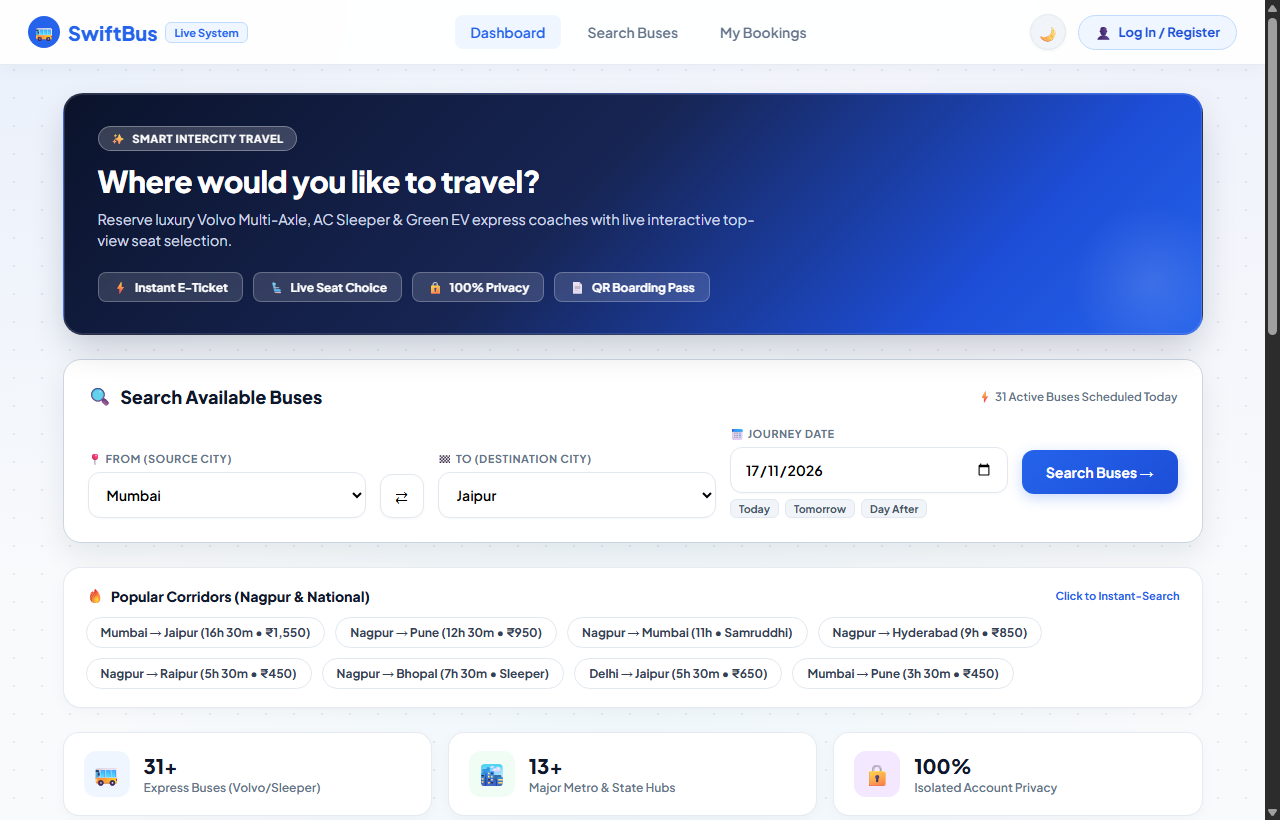 SwiftBus
Live System
Dashboard
Search Buses
My Bookings
Log In / Register
SMART INTERCITY TRAVEL
Where would you like to travel?
Reserve luxury Volvo Multi-Axle, AC Sleeper & Green EV express coaches with live interactive top-
view seat selection.
Instant E-Ticket
Live Seat Choice
100% Privacy
QR Boarding Pass
Search Available Buses
31 Active Buses Scheduled Today
FROM (SOURCE CITY)
Mumbai
⇄
TO (DESTINATION CITY)
Jaipur
JOURNEY DATE
17/11/2026
Today
Tomorrow
Day After
Search Buses →
Popular Corridors (Nagpur & National)
Click to Instant-Search
Mumbai → Jaipur (16h 30m • ₹1,550)
Nagpur → Pune (12h 30m • ₹950)
Nagpur → Mumbai (11h • Samruddhi)
Nagpur → Hyderabad (9h • ₹850)
Nagpur → Raipur (5h 30m • ₹450)
Nagpur → Bhopal (7h 30m • Sleeper)
Delhi → Jaipur (5h 30m • ₹650)
Mumbai → Pune (3h 30m • ₹450)
31+
Express Buses (Volvo/Sleeper)
13+
Major Metro & State Hubs
100%
Isolated Account Privacy